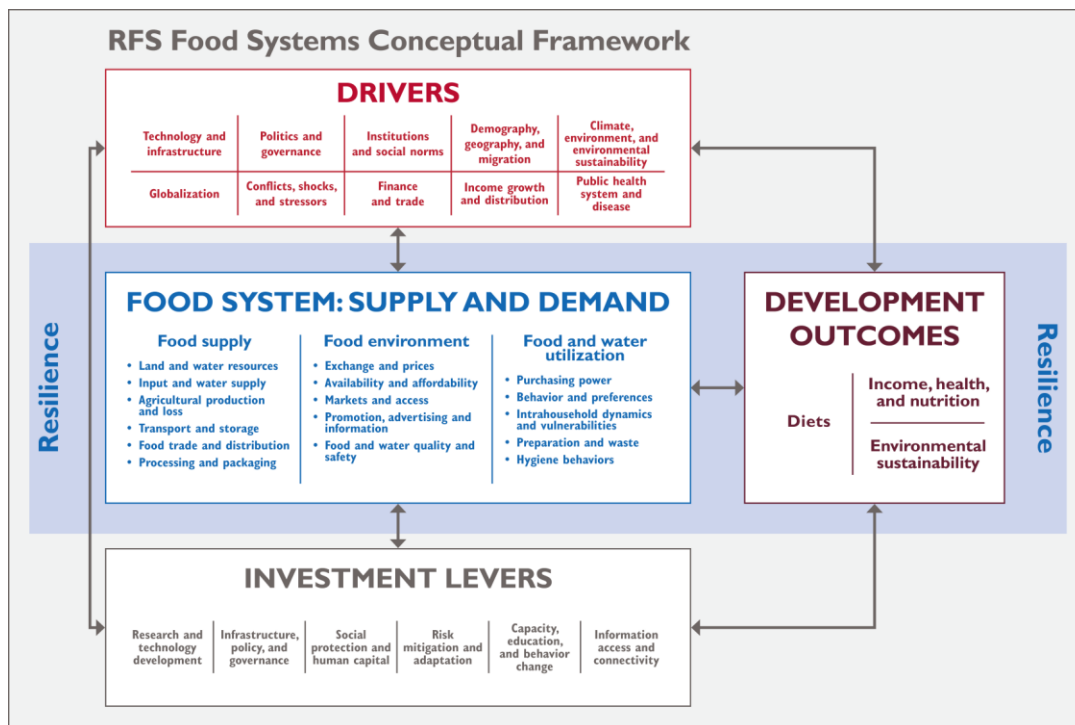 RFS Food Systems Conceptual Framework
DRIVERS
Technology and
infrastructure
Politics and
governance
Institutions
and social norms
Demography,
geography, and
migration
Climate,
environment, and
environmental
sustainability
Globalization
Conflicts, shocks,
and stressors
Finance
and trade
Income growth
and distribution
Public health
system and
disease
Resilience
FOOD SYSTEM: SUPPLY AND DEMAND
Food supply
• Land and water resources
• Input and water supply
• Agricultural production
and loss
• Transport and storage
• Food trade and distribution
• Processing and packaging
Food environment
• Exchange and prices
• Availability and affordability
• Markets and access
• Promotion, advertising and
information
• Food and water quality and
safety
Food and water
utilization
• Purchasing power
• Behavior and preferences
• Intrahousehold dynamics
and vulnerabilities
• Preparation and waste
• Hygiene behaviors
DEVELOPMENT
OUTCOMES
Diets
Income, health,
and nutrition
Environmental
sustainability
Resilience
INVESTMENT LEVERS
Research and
technology
development
Infrastructure,
policy, and
governance
Social
protection and
human capital
Risk
mitigation and
adaptation
Capacity,
education,
and behavior
change
Information
access and
connectivity